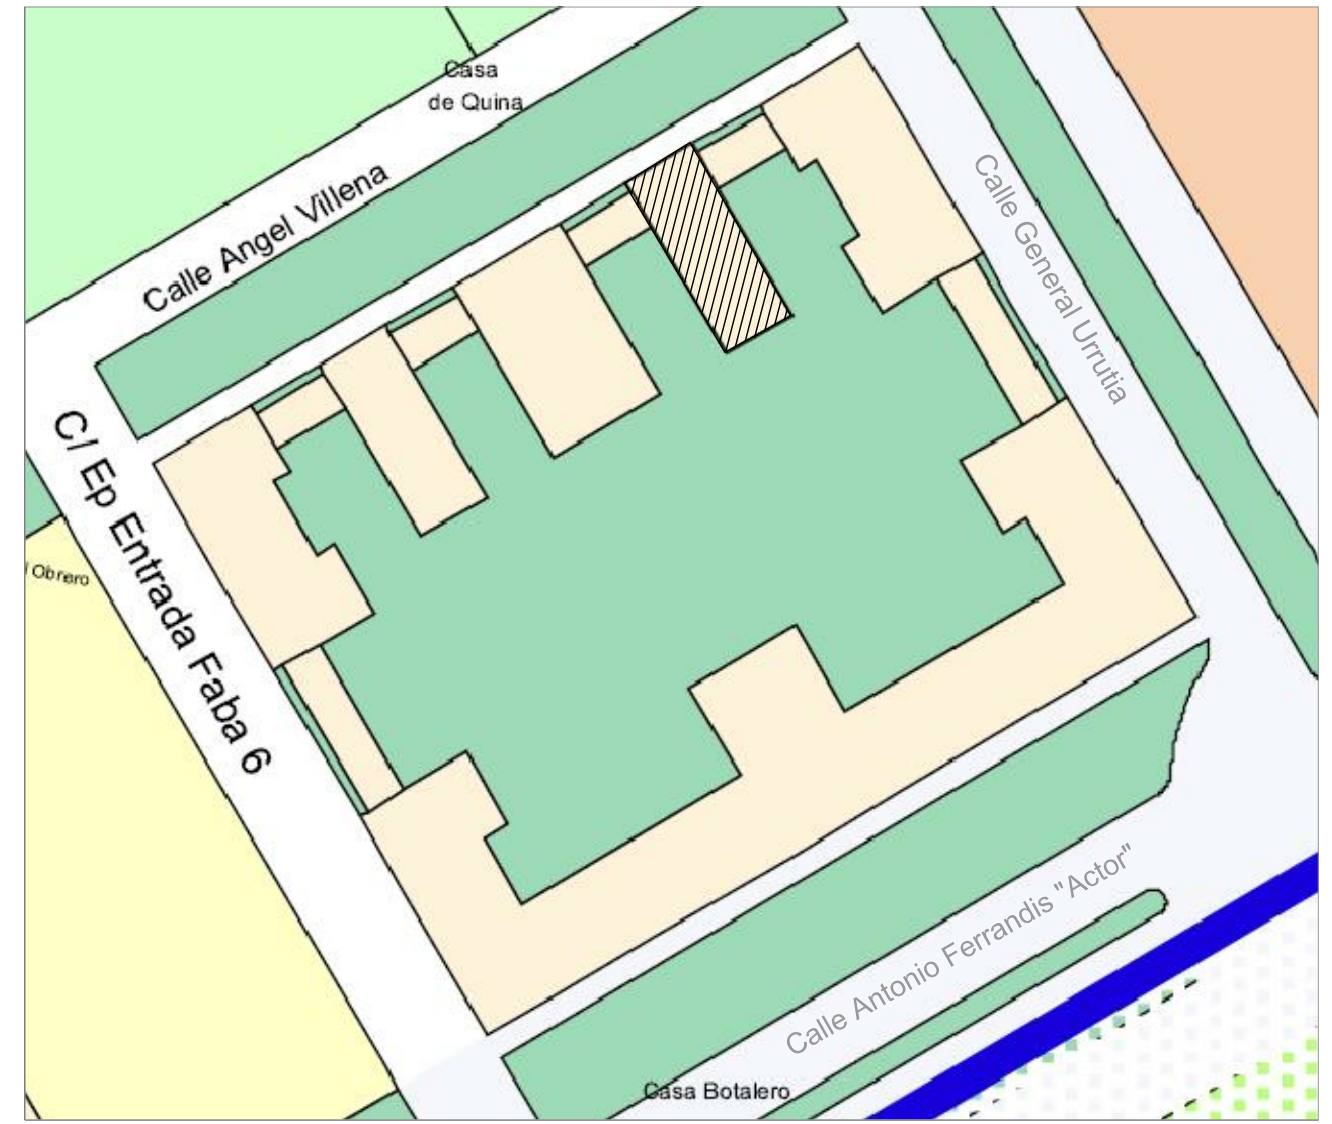 Casa
de Quina
Calle Angel Villena
Calle General Urrutia
C/ Ep Entrada Faba 6
l Obrero
Calle Antonio Ferrandis "Actor"
Casa Botalero